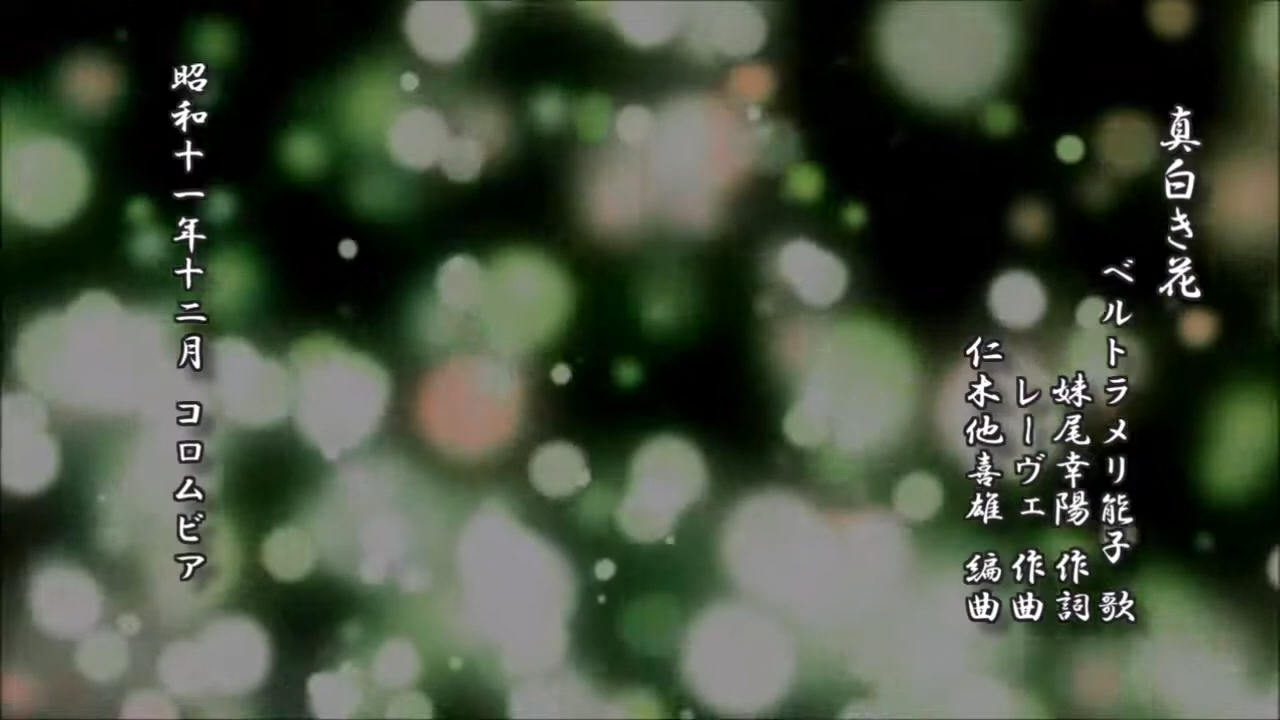 真白き花
ベルトラメリ能子 歌
妹尾幸陽 作詞
レーヴェ 作曲
仁木他喜雄 編曲
昭和十一年十二月 コロムビア